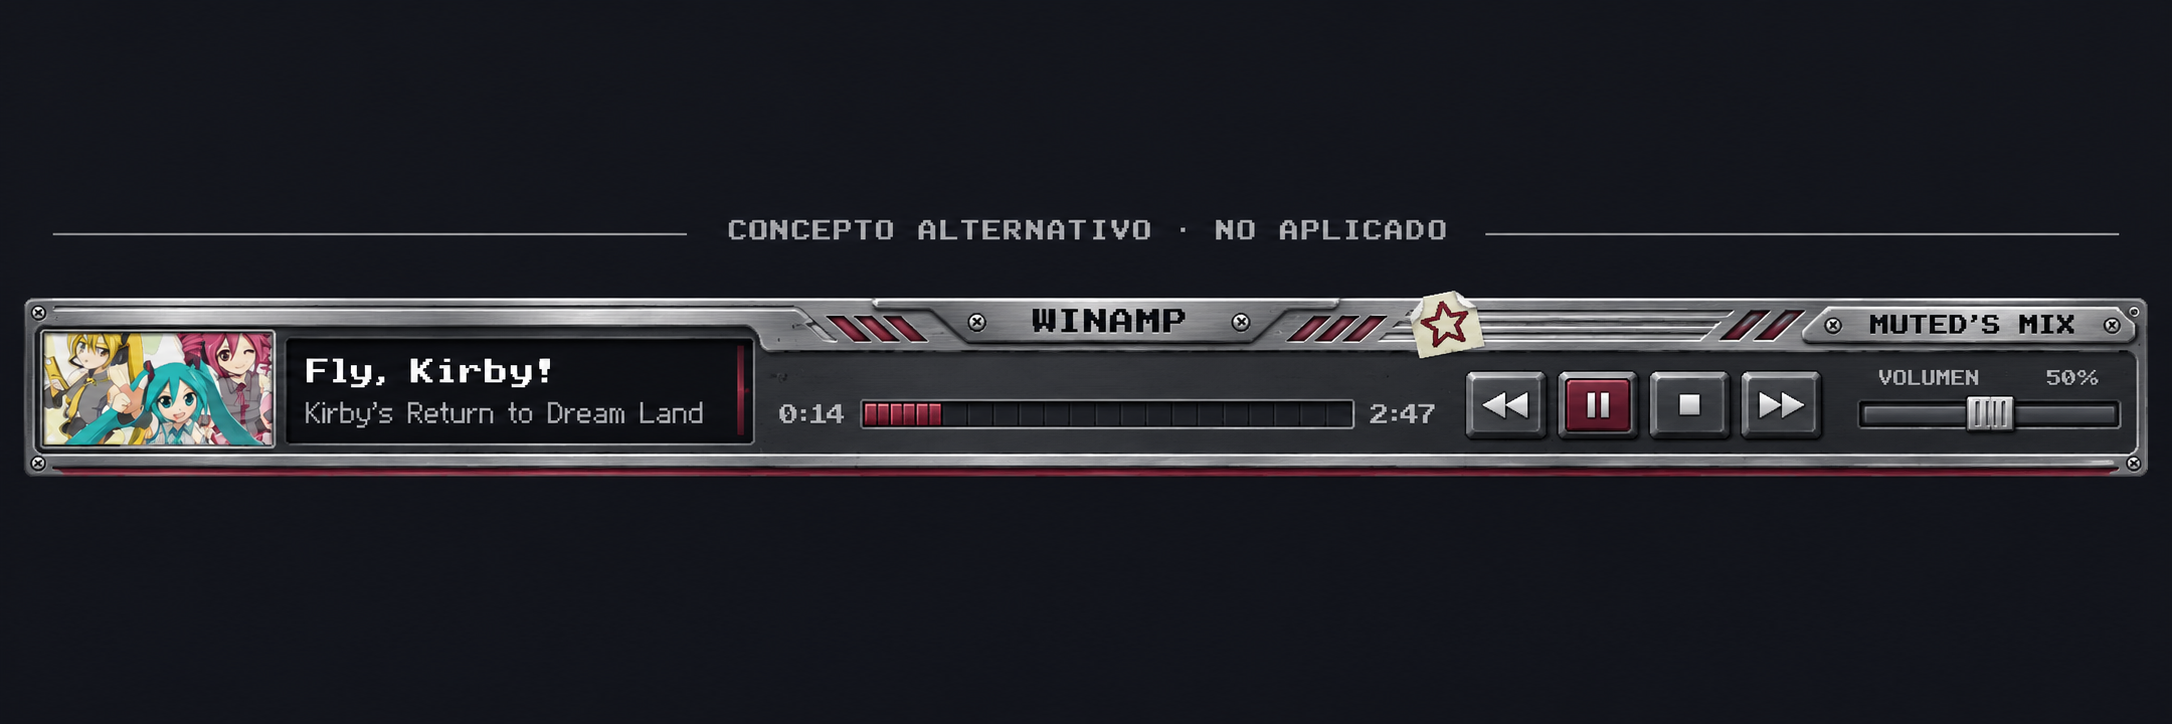 CONCEPTO ALTERNATIVO · NO APLICADO
WINAMP
MUTED'S MIX
Fly, Kirby!
Kirby's Return to Dream Land
0:14
2:47
VOLUMEN 50%